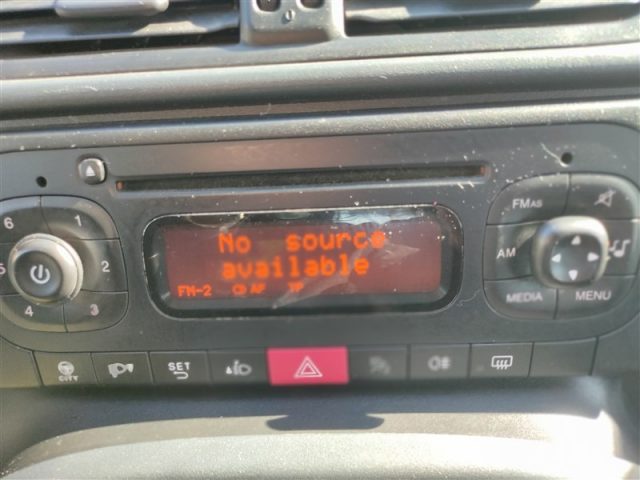 No source
available
FM-2 CD AF TP
6 1
5 2
4 3
FMAS
AM
MEDIA MENU
CITY
SET